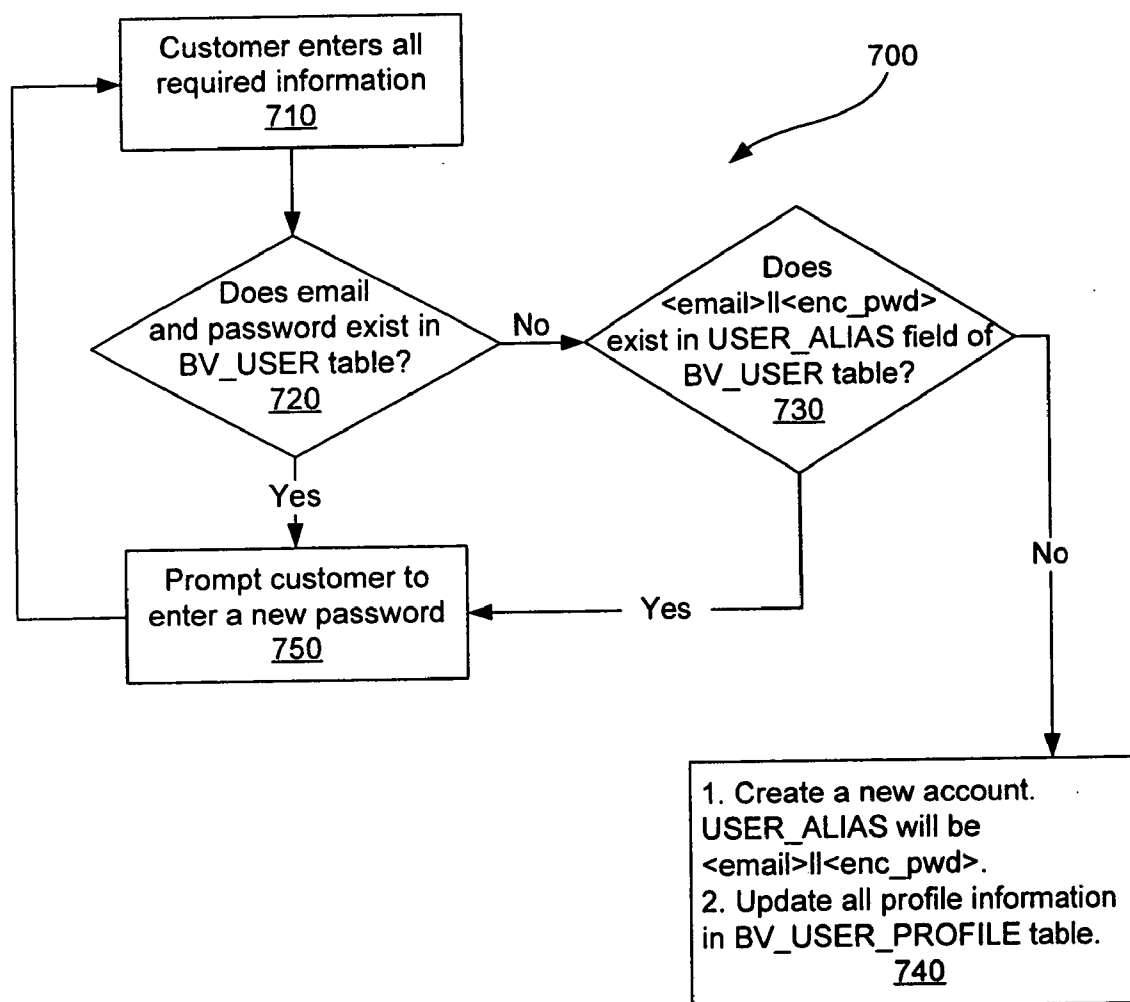 Customer enters all
required information
710
700
Does email
and password exist in
BV_USER table?
720
No
Does
<email>||<enc_pwd>
exist in USER_ALIAS field of
BV_USER table?
730
Yes
Prompt customer to
enter a new password
750
Yes
No
1. Create a new account.
USER_ALIAS will be
<email>||<enc_pwd>.
2. Update all profile information
in BV_USER_PROFILE table.
740